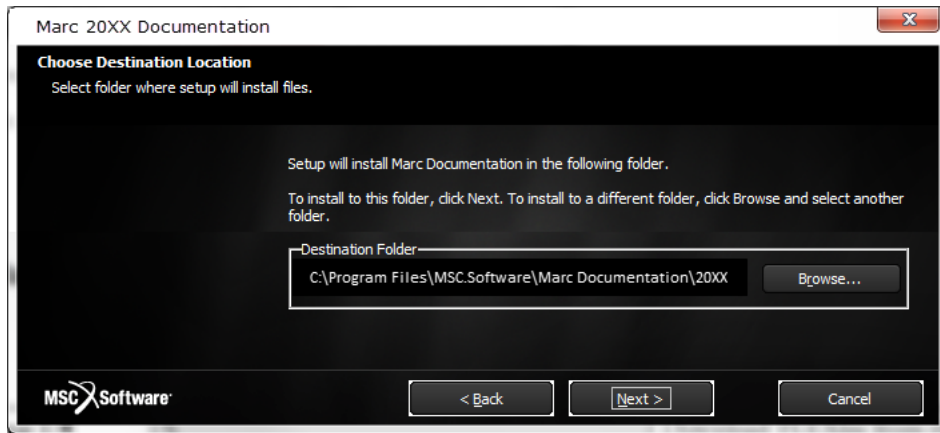 Marc 20XX Documentation
Choose Destination Location
Select folder where setup will install files.
Setup will install Marc Documentation in the following folder.
To install to this folder, click Next. To install to a different folder, click Browse and select another
folder.
Destination Folder
C:\Program Files\MSC.Software\Marc Documentation\20XX
Browse...
MSC Software
< Back
Next >
Cancel